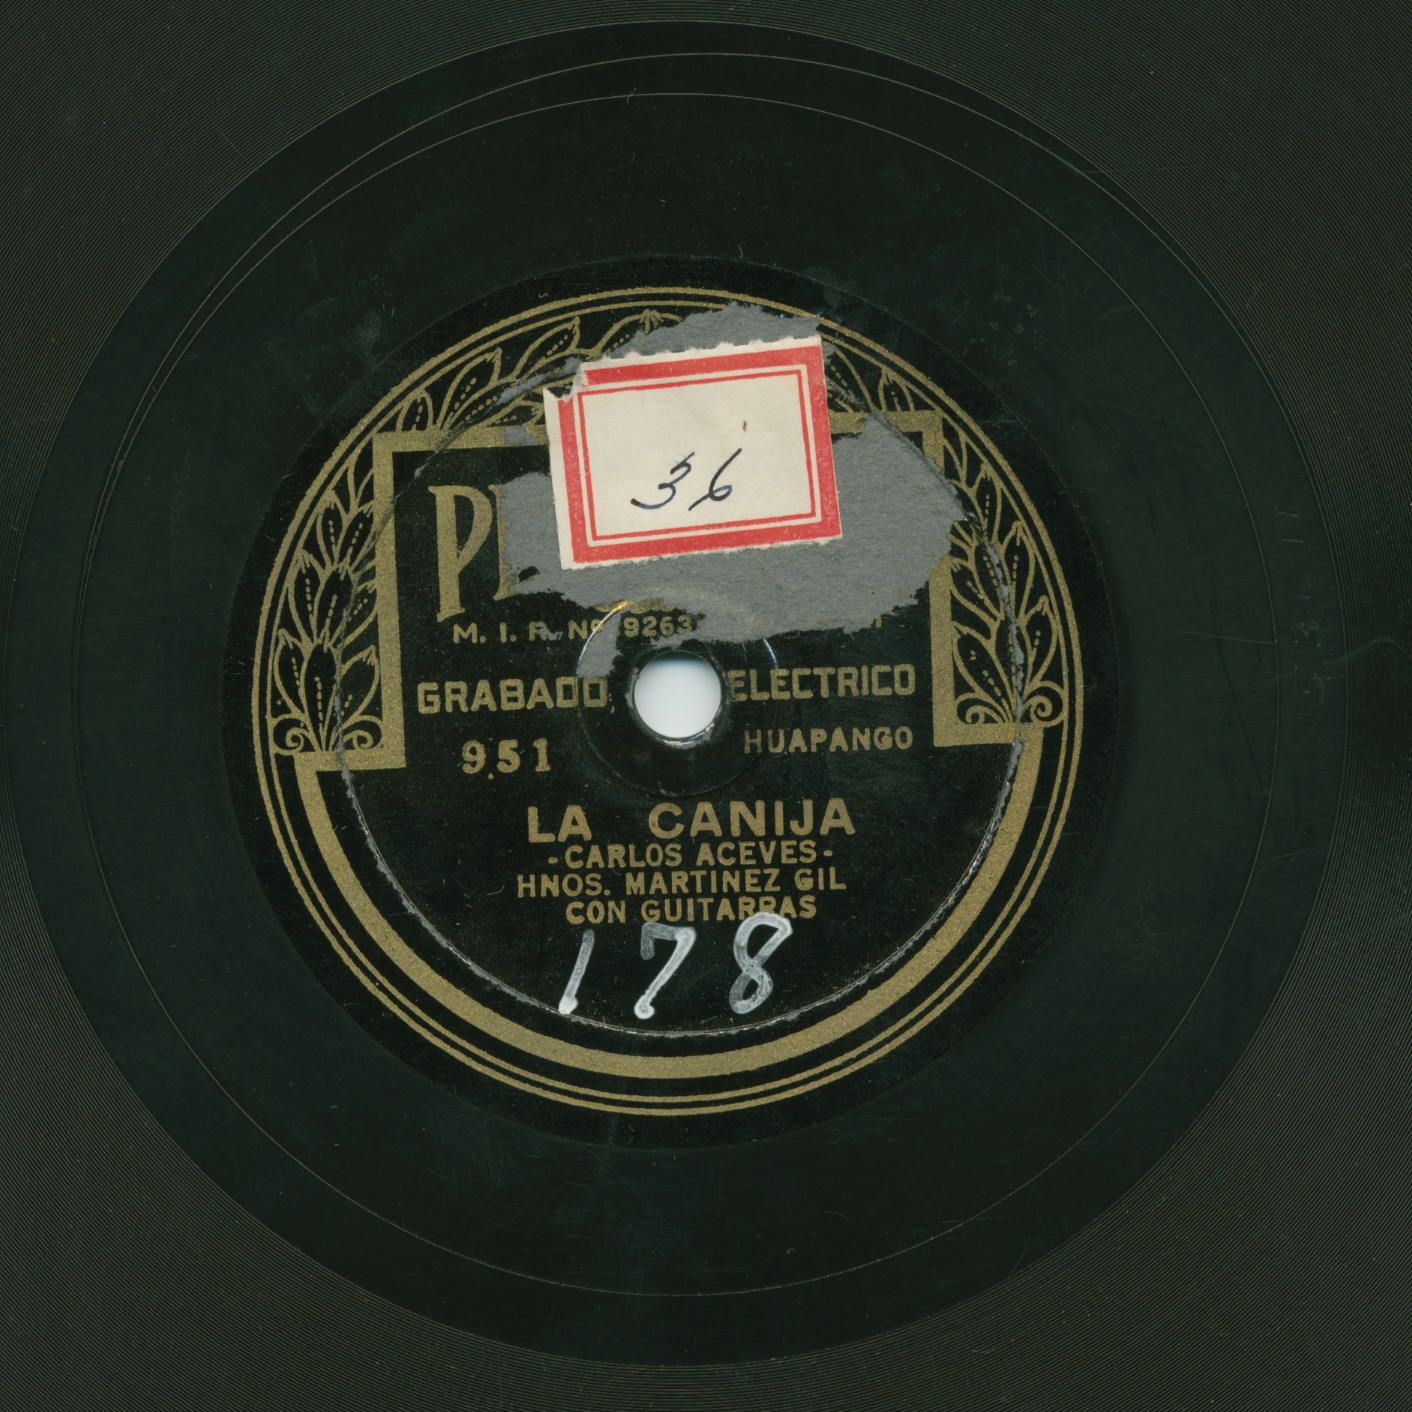 36
M. I. R. Nº 9263
GRABADO ELECTRICO
951 HUAPANGO
LA CANIJA
-CARLOS ACEVES-
HNOS. MARTINEZ GIL
CON GUITARRAS
178